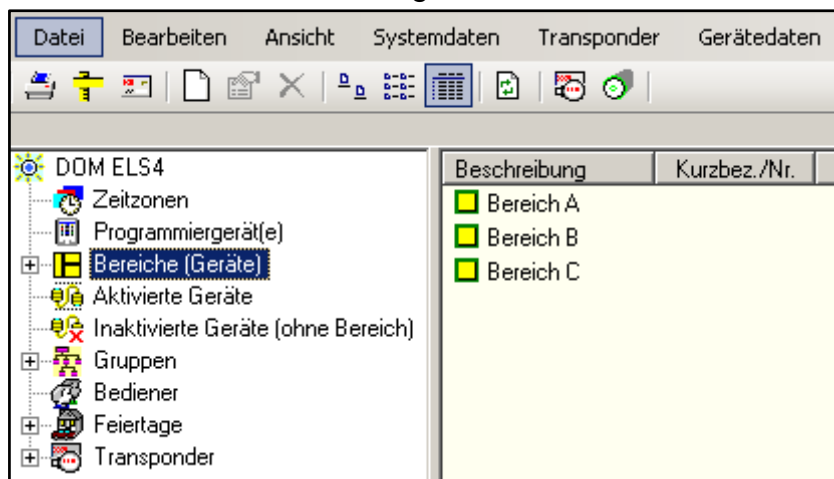 Datei Bearbeiten Ansicht Systemdaten Transponder Gerätedaten
DOM ELS4
Zeitzonen
Programmiergerät(e)
Bereiche (Geräte)
Aktivierte Geräte
Inaktivierte Geräte (ohne Bereich)
Gruppen
Bediener
Feiertage
Transponder
Beschreibung Kurzbez./Nr.
Bereich A
Bereich B
Bereich C